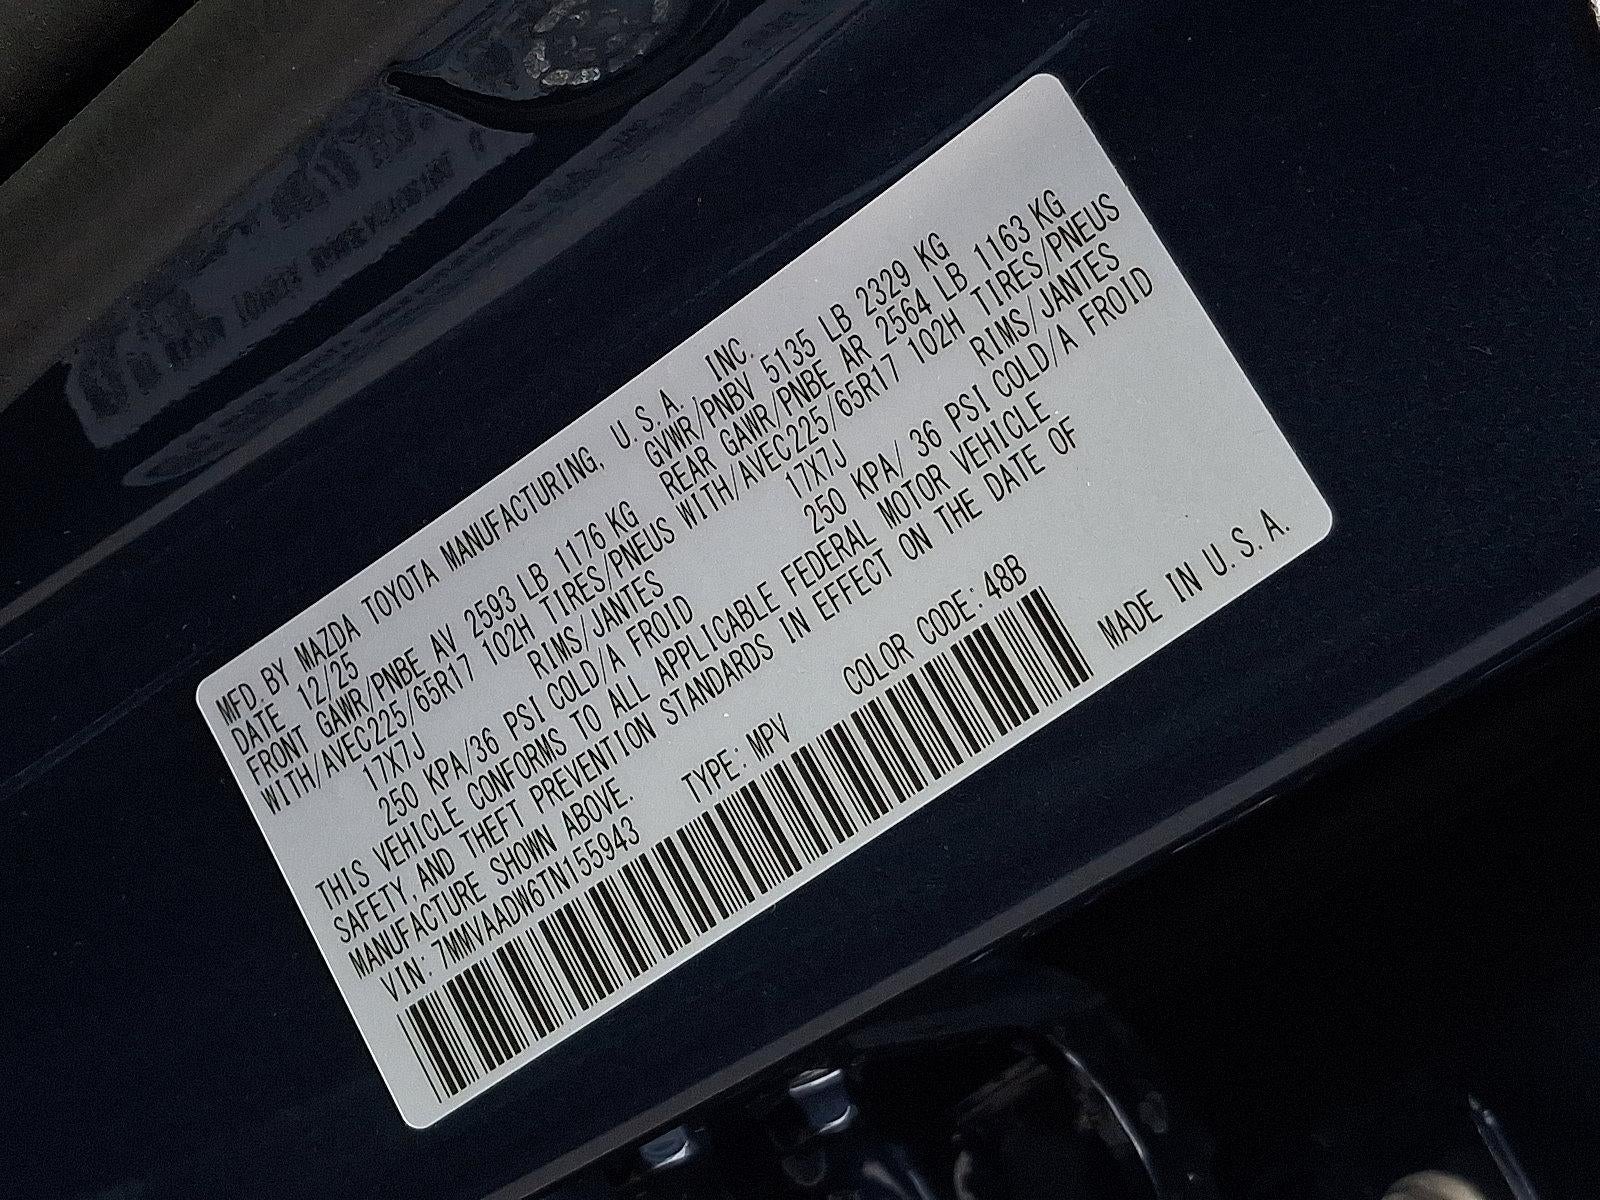 MFD. BY MAZDA TOYOTA MANUFACTURING, U.S.A. INC.
DATE 12/25 GVWR/PNBV 5135 LB 2329 KG
FRONT GAWR/PNBE AV 2593 LB 1176 KG REAR GAWR/PNBE AR 2564 LB 1163 KG
WITH/AVEC225/65R17 102H TIRES/PNEUS WITH/AVEC225/65R17 102H TIRES/PNEUS
17X7J RIMS/JANTES 17X7J RIMS/JANTES
250 KPA/36 PSI COLD/A FROID 250 KPA/ 36 PSI COLD/A FROID
THIS VEHICLE CONFORMS TO ALL APPLICABLE FEDERAL MOTOR VEHICLE
SAFETY, AND THEFT PREVENTION STANDARDS IN EFFECT ON THE DATE OF
MANUFACTURE SHOWN ABOVE.
VIN: 7MMVAADW6TN155943 TYPE: MPV COLOR CODE: 48B
MADE IN U.S.A.